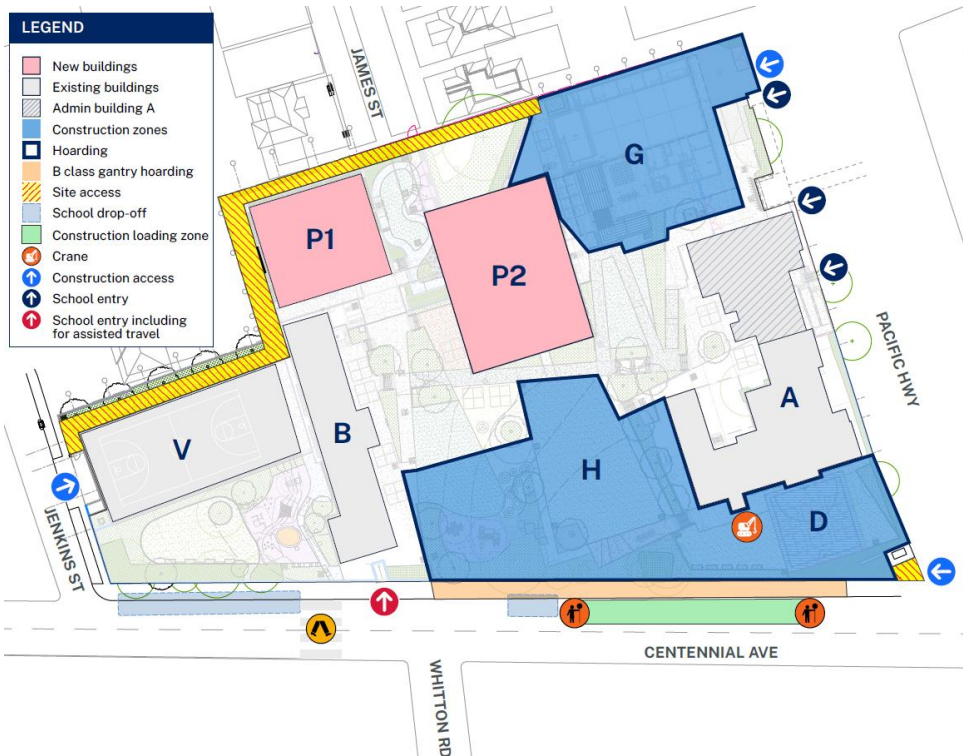 LEGEND
New buildings
Existing buildings
Admin building A
Construction zones
Hoarding
B class gantry hoarding
Site access
School drop-off
Construction loading zone
Crane
Construction access
School entry
School entry including
for assisted travel
JAMES ST
G
P1
P2
PACIFIC HWY
A
B
V
H
D
JENKINS ST
CENTENNIAL AVE
WHITTON RD